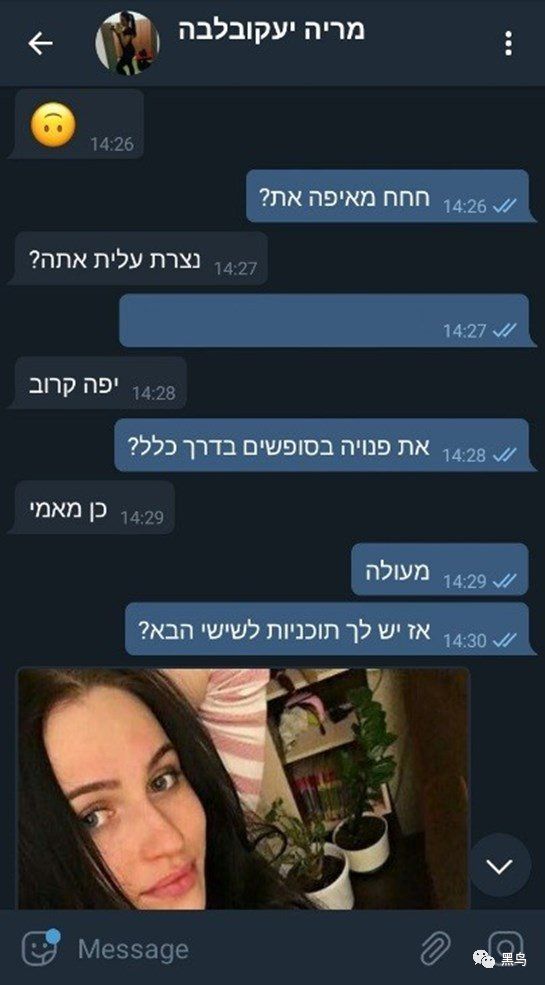 מריה יעקובלבה
14:26
חחח מאיפה את? 14:26
נצרת עלית אתה? 14:27
14:27
יפה קרוב 14:28
את פנויה בסופשים בדרך כלל? 14:28
כן מאמי 14:29
מעולה 14:29
אז יש לך תוכניות לשישי הבא? 14:30
Message
黑鸟